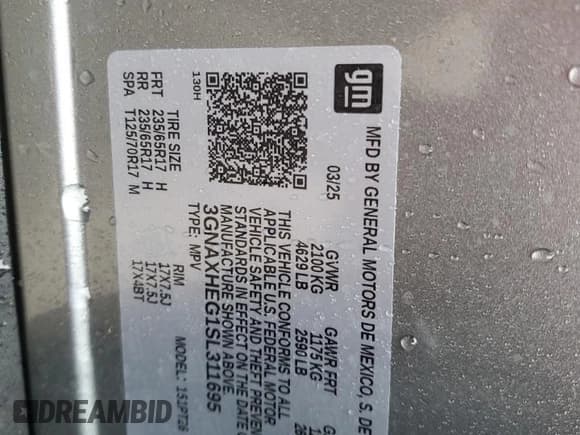 gm
MFD BY GENERAL MOTORS DE MEXICO, S. DE
03/25 GVWR GAWR FRT
2100 KG 1175 KG
4629 LB 2590 LB
THIS VEHICLE CONFORMS TO ALL
APPLICABLE U.S. FEDERAL MOTOR
VEHICLE SAFETY AND THEFT PREVEN
STANDARDS IN EFFECT ON THE DATE
MANUFACTURE SHOWN ABOVE.
3GNAXHEG1SL311695
TYPE: MPV MODEL:
130H
TIRE SIZE RIM
FRT 235/65R17 H 17X7.5J
RR 235/65R17 H 17X7.5J
SPA T125/70R17 M 17X4BT
DREAMBID